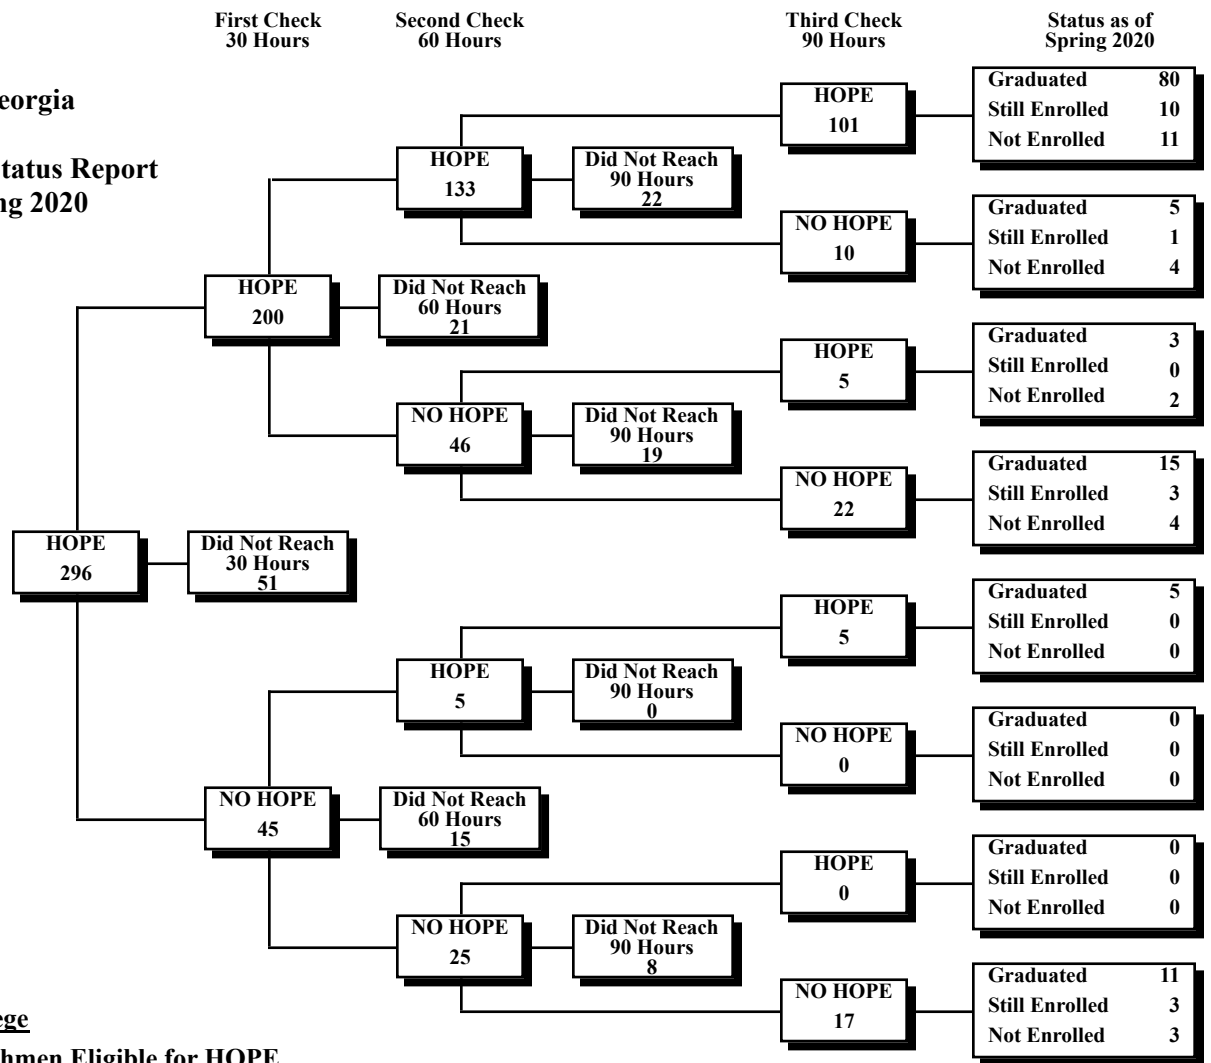 First Check
30 Hours
Second Check
60 Hours
Third Check
90 Hours
Status as of
Spring 2020
eorgia
tatus Report
ng 2020
HOPE
101
Graduated 80
Still Enrolled 10
Not Enrolled 11
HOPE
133
Did Not Reach
90 Hours
22
NO HOPE
10
Graduated 5
Still Enrolled 1
Not Enrolled 4
HOPE
200
Did Not Reach
60 Hours
21
HOPE
5
Graduated 3
Still Enrolled 0
Not Enrolled 2
NO HOPE
46
Did Not Reach
90 Hours
19
NO HOPE
22
Graduated 15
Still Enrolled 3
Not Enrolled 4
HOPE
296
Did Not Reach
30 Hours
51
HOPE
5
Graduated 5
Still Enrolled 0
Not Enrolled 0
HOPE
5
Did Not Reach
90 Hours
0
NO HOPE
0
Graduated 0
Still Enrolled 0
Not Enrolled 0
NO HOPE
45
Did Not Reach
60 Hours
15
HOPE
0
Graduated 0
Still Enrolled 0
Not Enrolled 0
NO HOPE
25
Did Not Reach
90 Hours
8
NO HOPE
17
Graduated 11
Still Enrolled 3
Not Enrolled 3
ege
hmen Eligible for HOPE